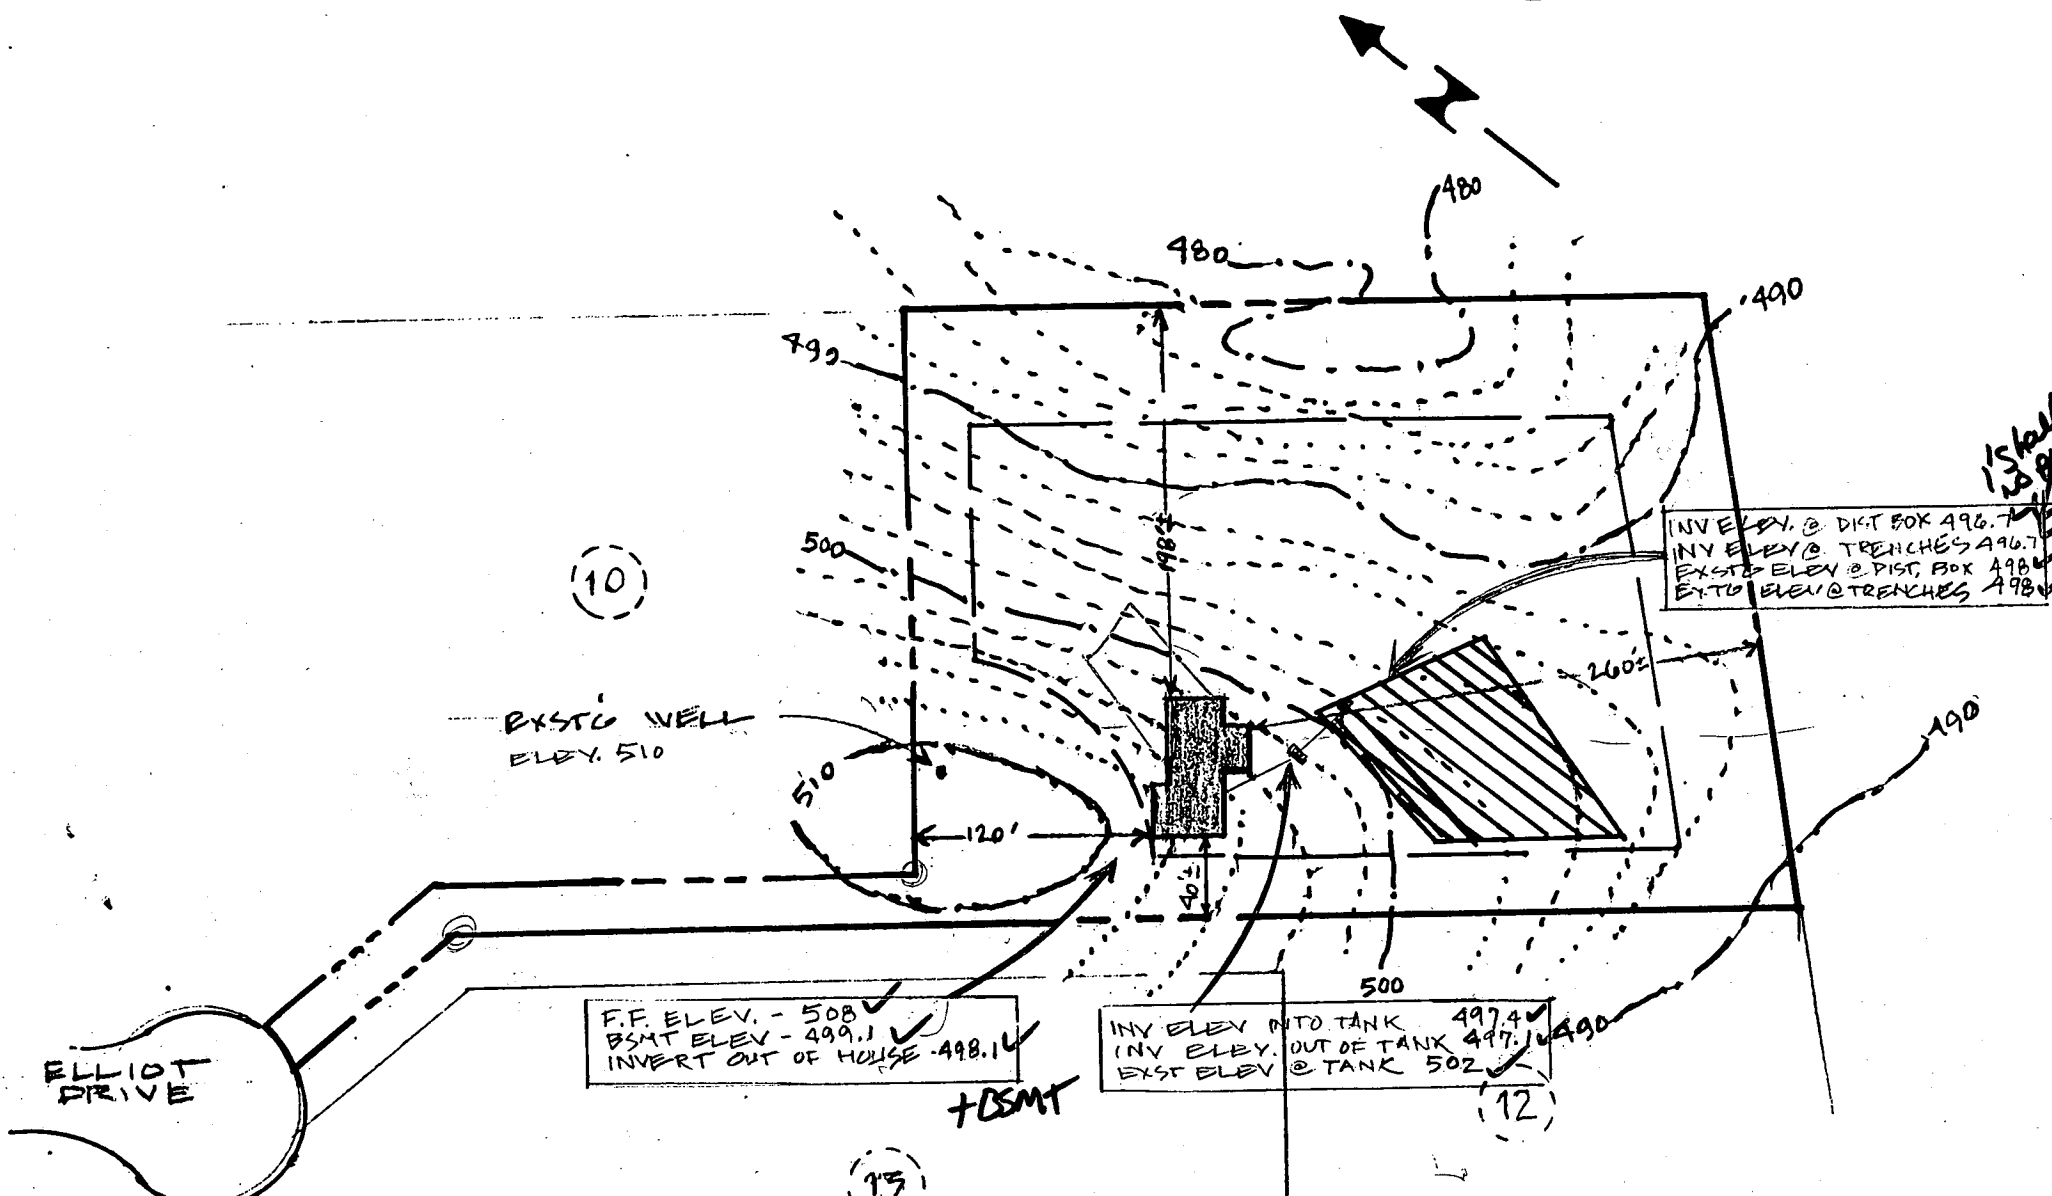 480
480
490
490
1 Shall
INV ELEV. @ DIST BOX 496.7
INV ELEV @ TRENCHES 496.7
EXSTG ELEV @ DIST, BOX 498
EXTG ELEV @ TRENCHES 498
500
198'±
10
260'±
EXSTG WELL
ELEV. 510
510
490
120'
40'±
500
F.F. ELEV. - 508
BSMT ELEV - 499.1
INVERT OUT OF HOUSE - 498.1
+BSMT
INV ELEV INTO TANK 497.4
INV ELEV. OUT OF TANK 497.1
EXST ELEV @ TANK 502
490
ELLIOT
DRIVE
12